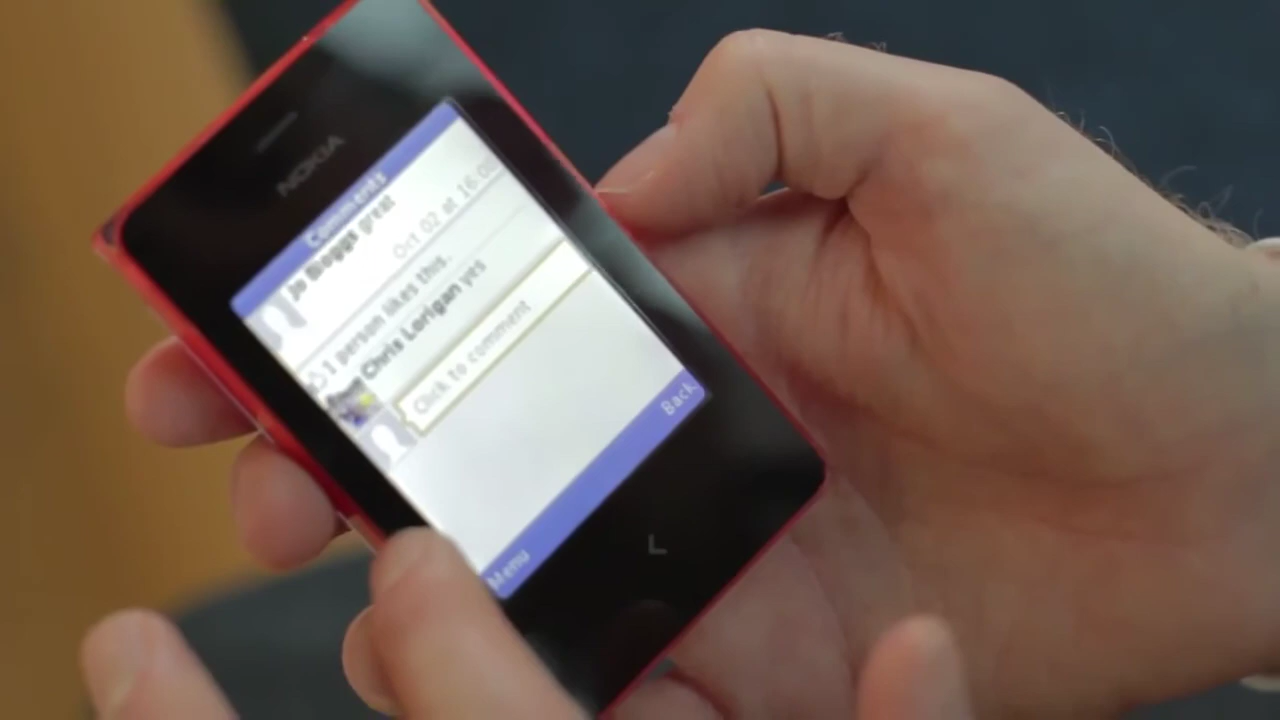 NOKIA
Comments
Jo Boggs great
Oct 02 at 16:0
1 person likes this.
Chris Lorigan yes
Click to comment
Menu
Back